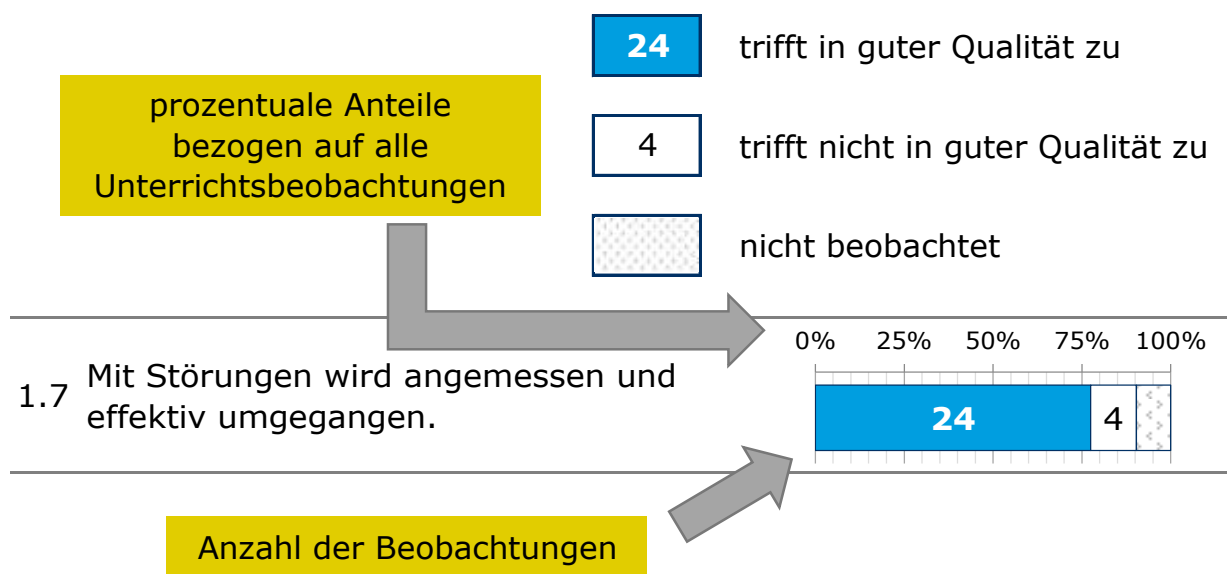 24 trifft in guter Qualität zu
prozentuale Anteile
bezogen auf alle
Unterrichtsbeobachtungen
4 trifft nicht in guter Qualität zu
nicht beobachtet
0% 25% 50% 75% 100%
1.7 Mit Störungen wird angemessen und
effektiv umgegangen.
24 4
Anzahl der Beobachtungen